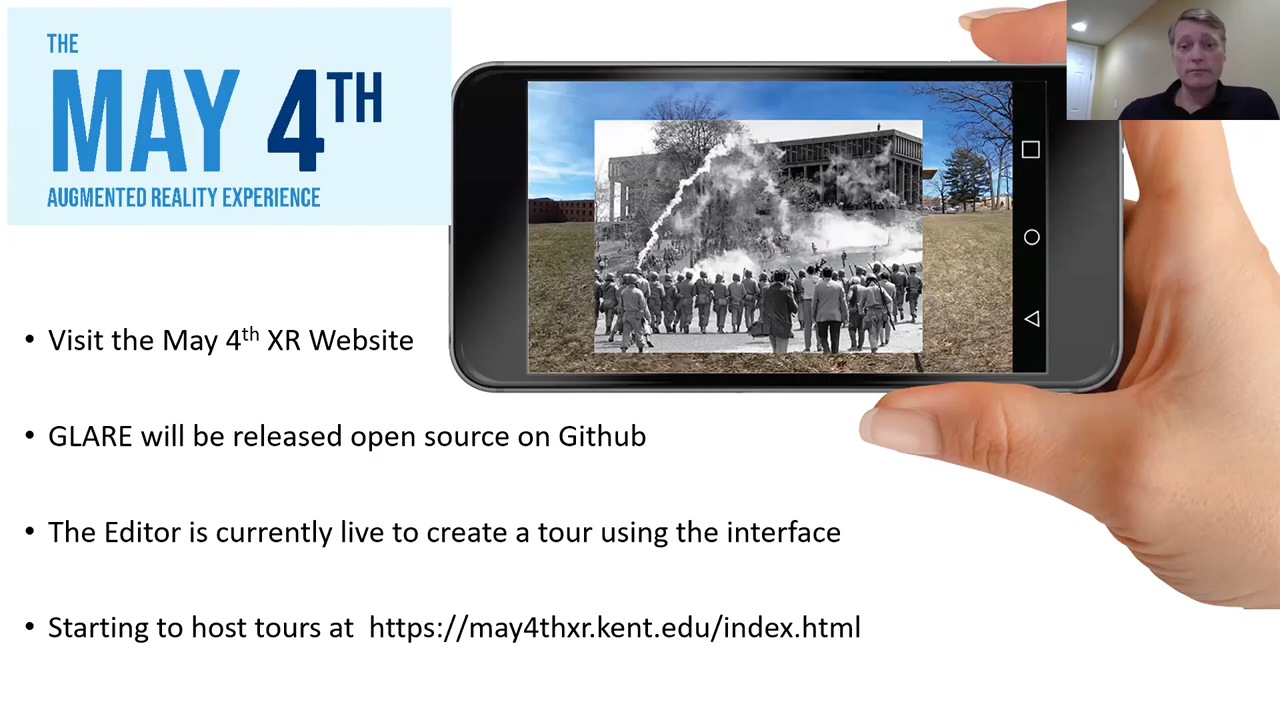 THE
MAY 4TH
AUGMENTED REALITY EXPERIENCE
• Visit the May 4th XR Website
• GLARE will be released open source on Github
• The Editor is currently live to create a tour using the interface
• Starting to host tours at https://may4thxr.kent.edu/index.html